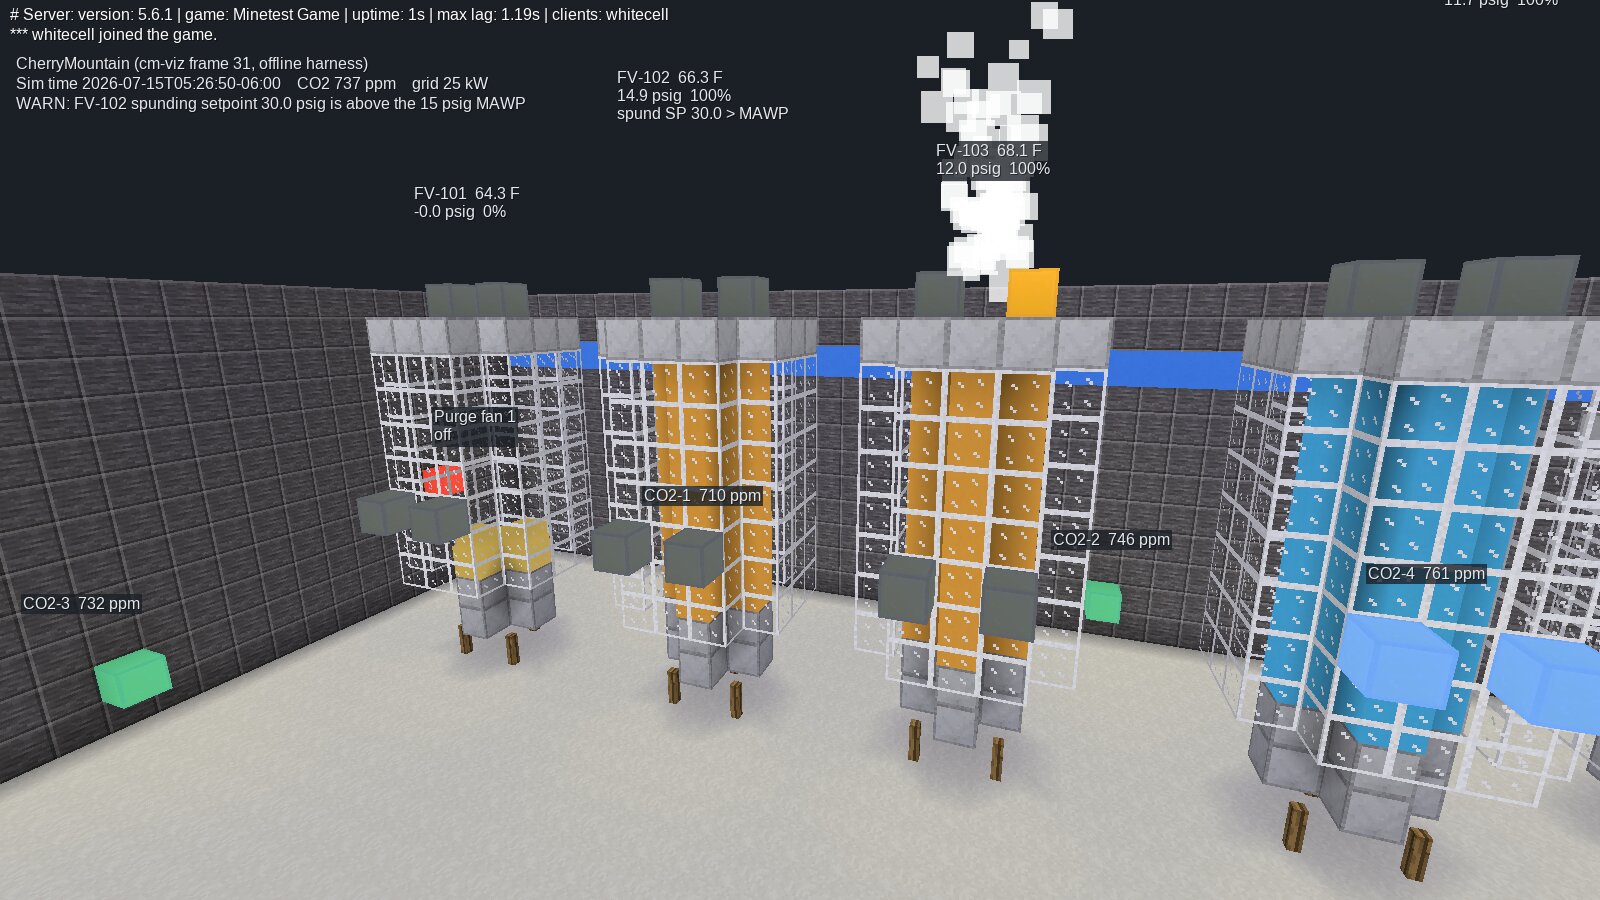 # Server: version: 5.6.1 | game: Minetest Game | uptime: 1s | max lag: 1.19s | clients: whitecell
*** whitecell joined the game.
CherryMountain (cm-viz frame 31, offline harness)
Sim time 2026-07-15T05:26:50-06:00    CO2 737 ppm    grid 25 kW
WARN: FV-102 spunding setpoint 30.0 psig is above the 15 psig MAWP
11.7 psig  100%
FV-102  66.3 F
14.9 psig  100%
spund SP 30.0 > MAWP
FV-103  68.1 F
12.0 psig  100%
FV-101  64.3 F
-0.0 psig  0%
Purge fan 1
off
CO2-1  710 ppm
CO2-2  746 ppm
CO2-4  761 ppm
CO2-3  732 ppm